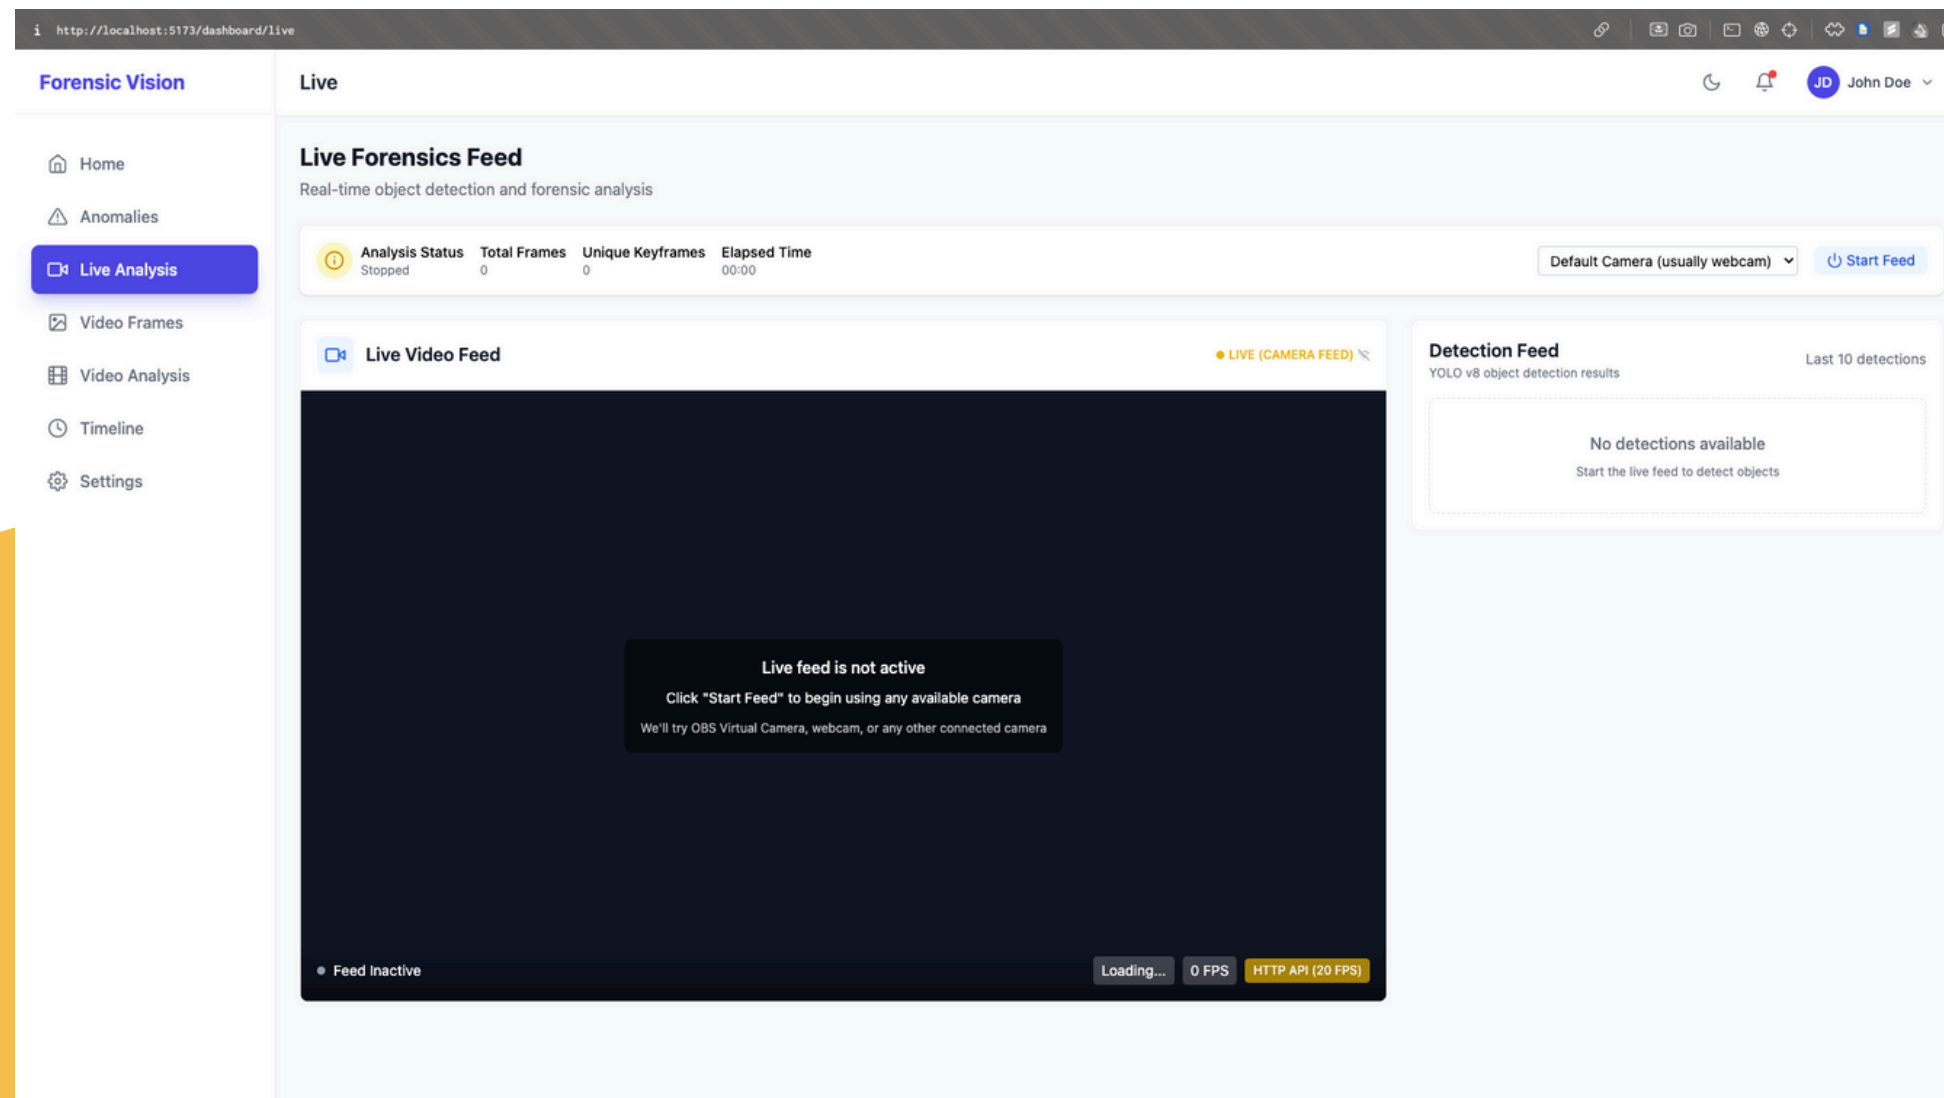 i http://localhost:5173/dashboard/live
Forensic Vision
Live
JD John Doe
Home
Anomalies
Live Analysis
Video Frames
Video Analysis
Timeline
Settings
Live Forensics Feed
Real-time object detection and forensic analysis
Analysis Status Total Frames Unique Keyframes Elapsed Time
Stopped 0 0 00:00
Default Camera (usually webcam) Start Feed
Live Video Feed
LIVE (CAMERA FEED)
Live feed is not active
Click "Start Feed" to begin using any available camera
We'll try OBS Virtual Camera, webcam, or any other connected camera
Feed Inactive
Loading... 0 FPS HTTP API (20 FPS)
Detection Feed
YOLO v8 object detection results
Last 10 detections
No detections available
Start the live feed to detect objects